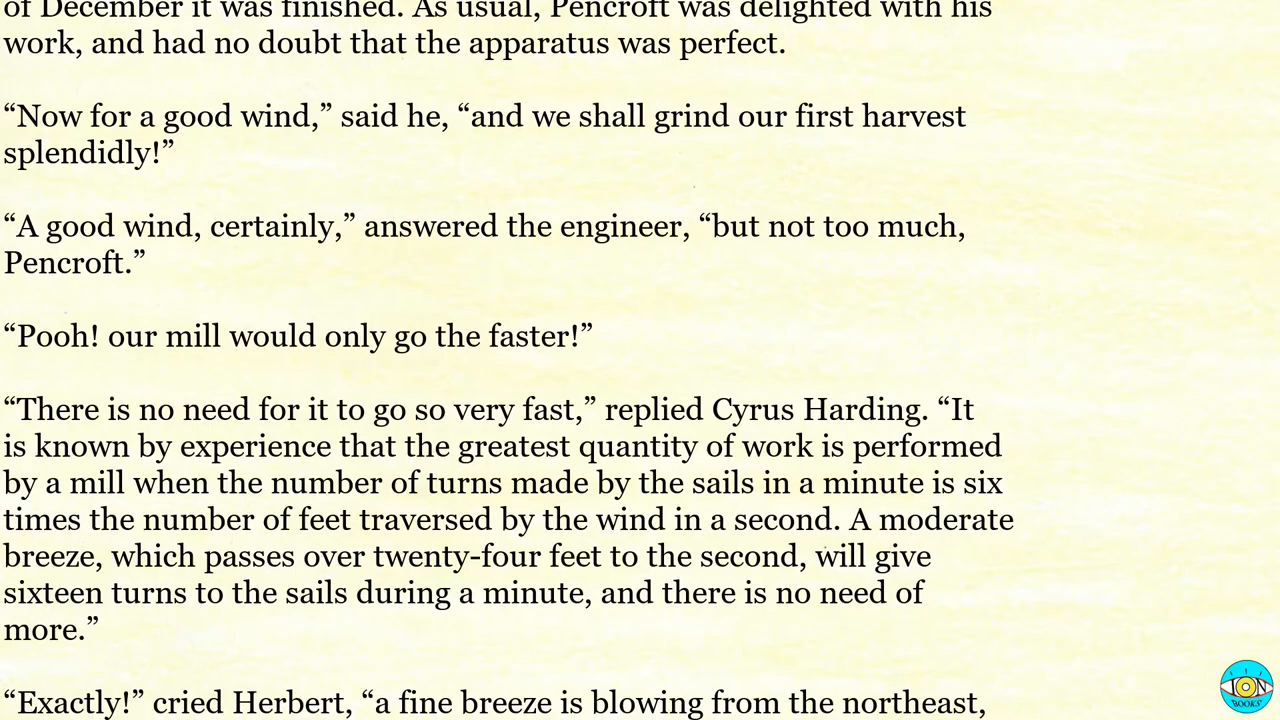 of December it was finished. As usual, Pencroft was delighted with his
work, and had no doubt that the apparatus was perfect.
“Now for a good wind,” said he, “and we shall grind our first harvest
splendidly!”
“A good wind, certainly,” answered the engineer, “but not too much,
Pencroft.”
“Pooh! our mill would only go the faster!”
“There is no need for it to go so very fast,” replied Cyrus Harding. “It
is known by experience that the greatest quantity of work is performed
by a mill when the number of turns made by the sails in a minute is six
times the number of feet traversed by the wind in a second. A moderate
breeze, which passes over twenty-four feet to the second, will give
sixteen turns to the sails during a minute, and there is no need of
more.”
“Exactly!” cried Herbert, “a fine breeze is blowing from the northeast,
ION
BOOKS